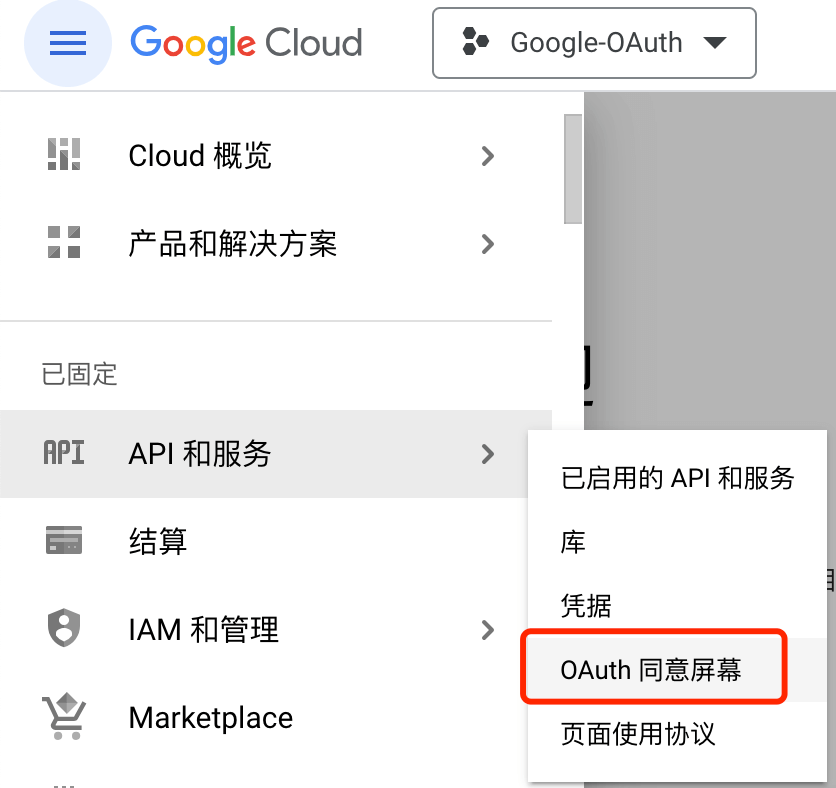 Google Cloud
Google-OAuth
Cloud 概览
产品和解决方案
已固定
API API 和服务
结算
IAM 和管理
Marketplace
已启用的 API 和服务
库
凭据
OAuth 同意屏幕
页面使用协议